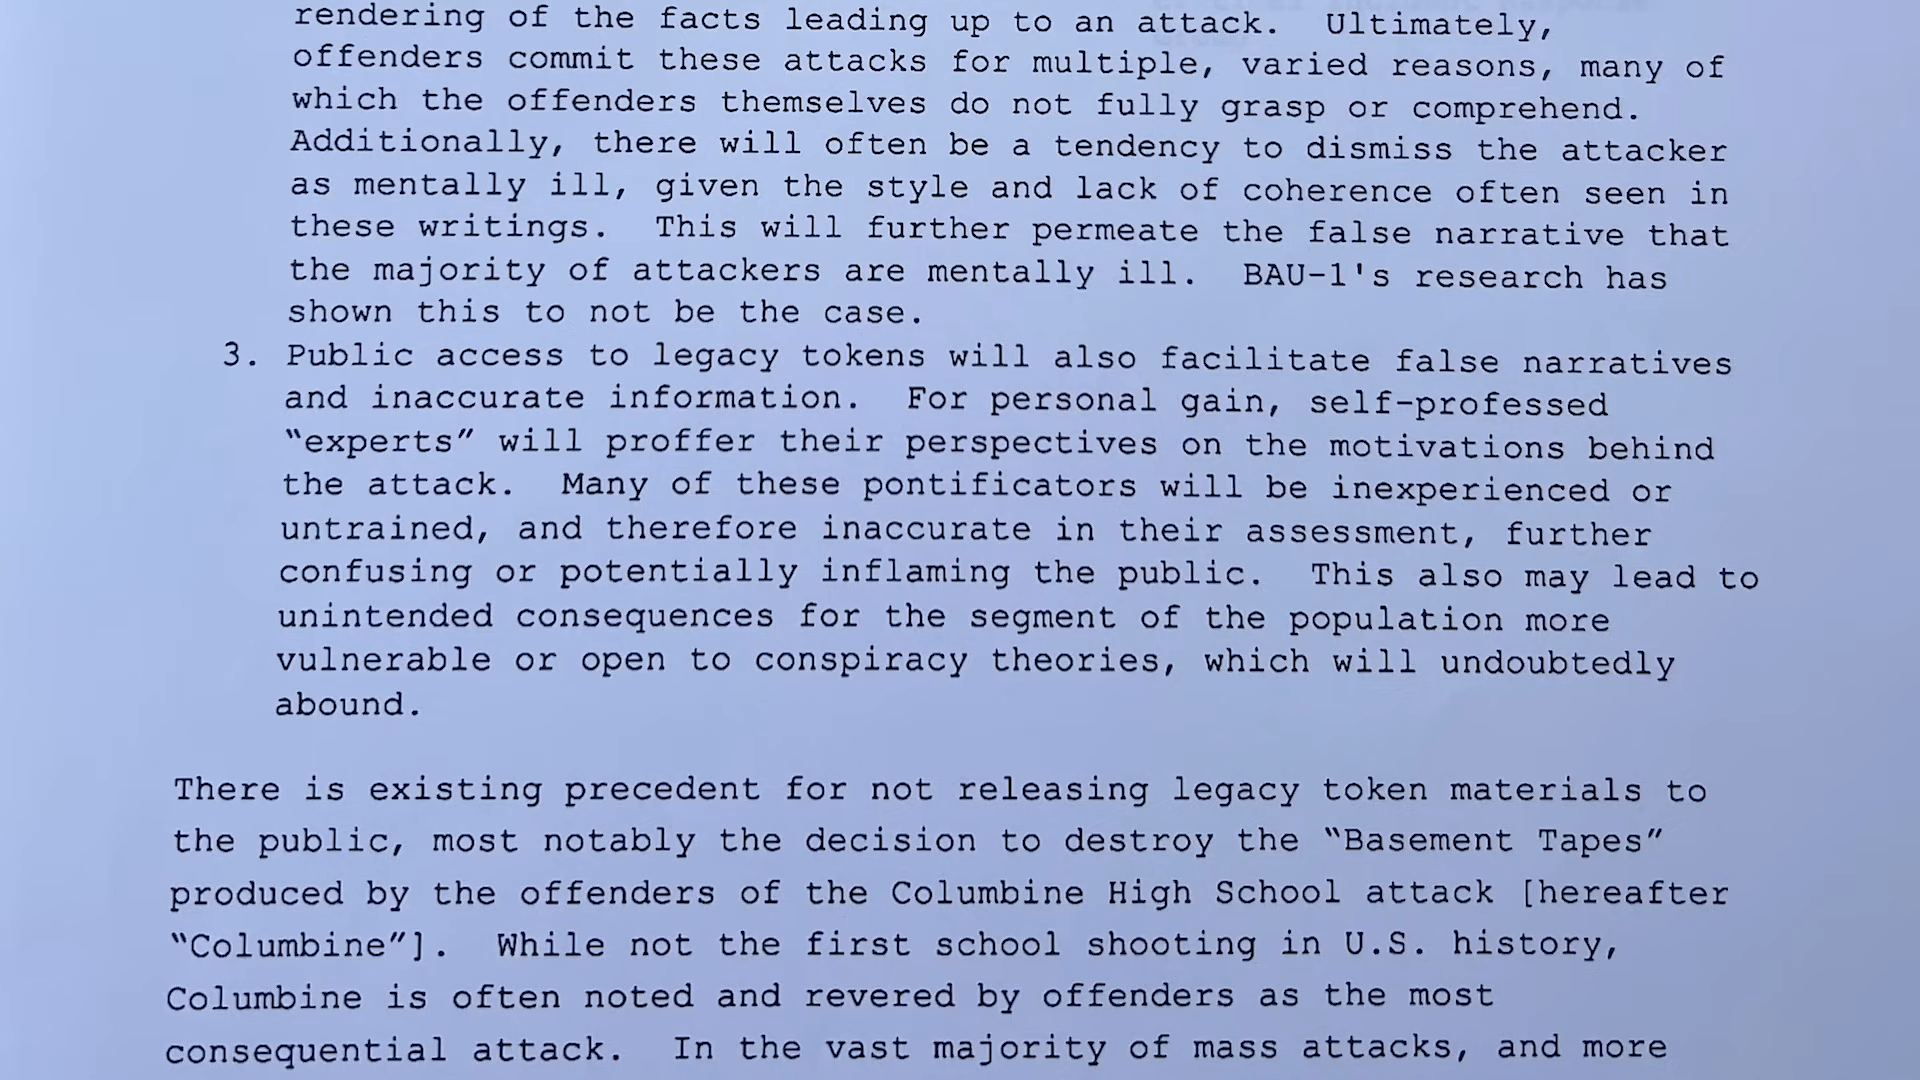 rendering of the facts leading up to an attack. Ultimately,
offenders commit these attacks for multiple, varied reasons, many of
which the offenders themselves do not fully grasp or comprehend.
Additionally, there will often be a tendency to dismiss the attacker
as mentally ill, given the style and lack of coherence often seen in
these writings. This will further permeate the false narrative that
the majority of attackers are mentally ill. BAU-1's research has
shown this to not be the case.
3. Public access to legacy tokens will also facilitate false narratives
and inaccurate information. For personal gain, self-professed
"experts" will proffer their perspectives on the motivations behind
the attack. Many of these pontificators will be inexperienced or
untrained, and therefore inaccurate in their assessment, further
confusing or potentially inflaming the public. This also may lead to
unintended consequences for the segment of the population more
vulnerable or open to conspiracy theories, which will undoubtedly
abound.
There is existing precedent for not releasing legacy token materials to
the public, most notably the decision to destroy the "Basement Tapes"
produced by the offenders of the Columbine High School attack [hereafter
"Columbine"]. While not the first school shooting in U.S. history,
Columbine is often noted and revered by offenders as the most
consequential attack. In the vast majority of mass attacks, and more